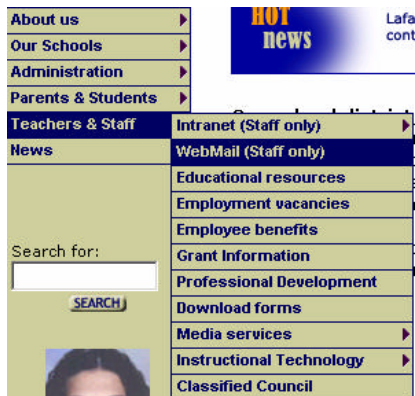 About us
Our Schools
Administration
Parents & Students
Teachers & Staff
News
HOT
news
Intranet (Staff only)
WebMail (Staff only)
Educational resources
Employment vacancies
Employee benefits
Grant Information
Professional Development
Download forms
Media services
Instructional Technology
Classified Council
Search for:
SEARCH